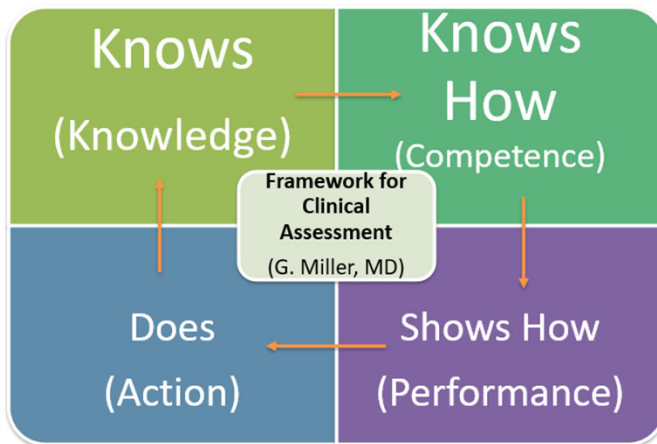 Knows
(Knowledge)
Knows
How
(Competence)
Framework for
Clinical
Assessment
(G. Miller, MD)
Does
(Action)
Shows How
(Performance)